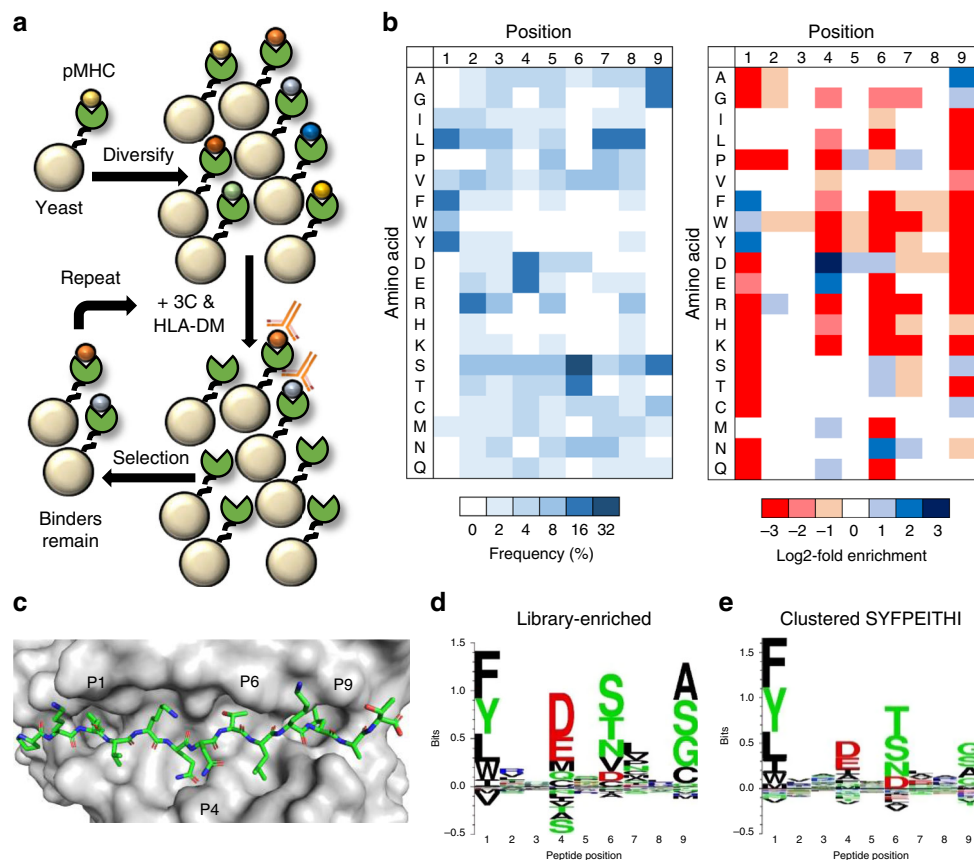 a
pMHC
Diversify
Yeast
Repeat
+ 3C &
HLA-DM
Selection
Binders
remain
b
Position
1 2 3 4 5 6 7 8 9
Amino acid
A
G
I
L
P
V
F
W
Y
D
E
R
H
K
S
T
C
M
N
Q
0 2 4 8 16 32
Frequency (%)
Position
1 2 3 4 5 6 7 8 9
Amino acid
A
G
I
L
P
V
F
W
Y
D
E
R
H
K
S
T
C
M
N
Q
−3 −2 −1 0 1 2 3
Log2-fold enrichment
c
P1
P6
P9
P4
d
Library-enriched
1.5
1.0
0.5
0.0
−0.5
Bits
F
Y
L
W
V
D
E
M
S
S
T
N
V
D
A
S
G
C
1 2 3 4 5 6 7 8 9
Peptide position
e
Clustered SYFPEITHI
1.5
1.0
0.5
0.0
−0.5
Bits
F
Y
L
D
E
T
S
N
D
G
S
A
1 2 3 4 5 6 7 8 9
Peptide position